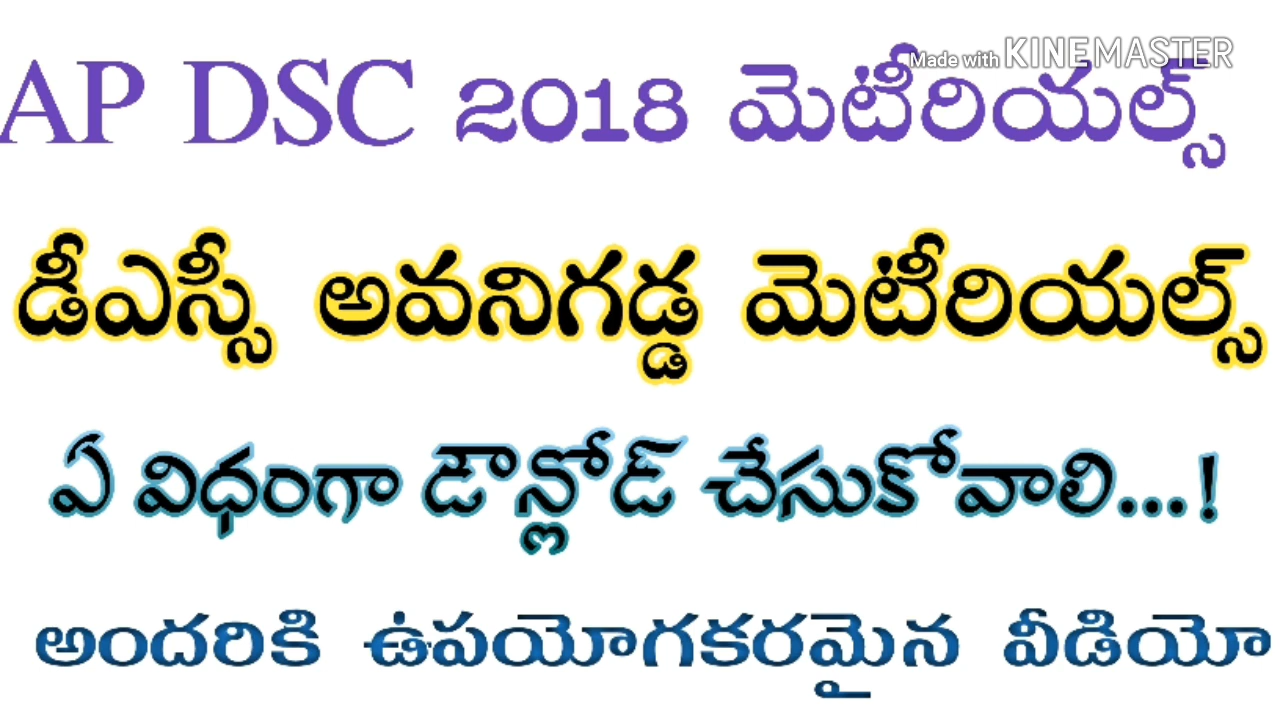 Made with KINEMASTER
AP DSC 2018 మెటీరియల్స్
డీఎస్సీ అవనిగడ్డ మెటీరియల్స్
ఏ విధంగా డౌన్లోడ్ చేసుకోవాలి...!
అందరికి ఉపయోగకరమైన వీడియో